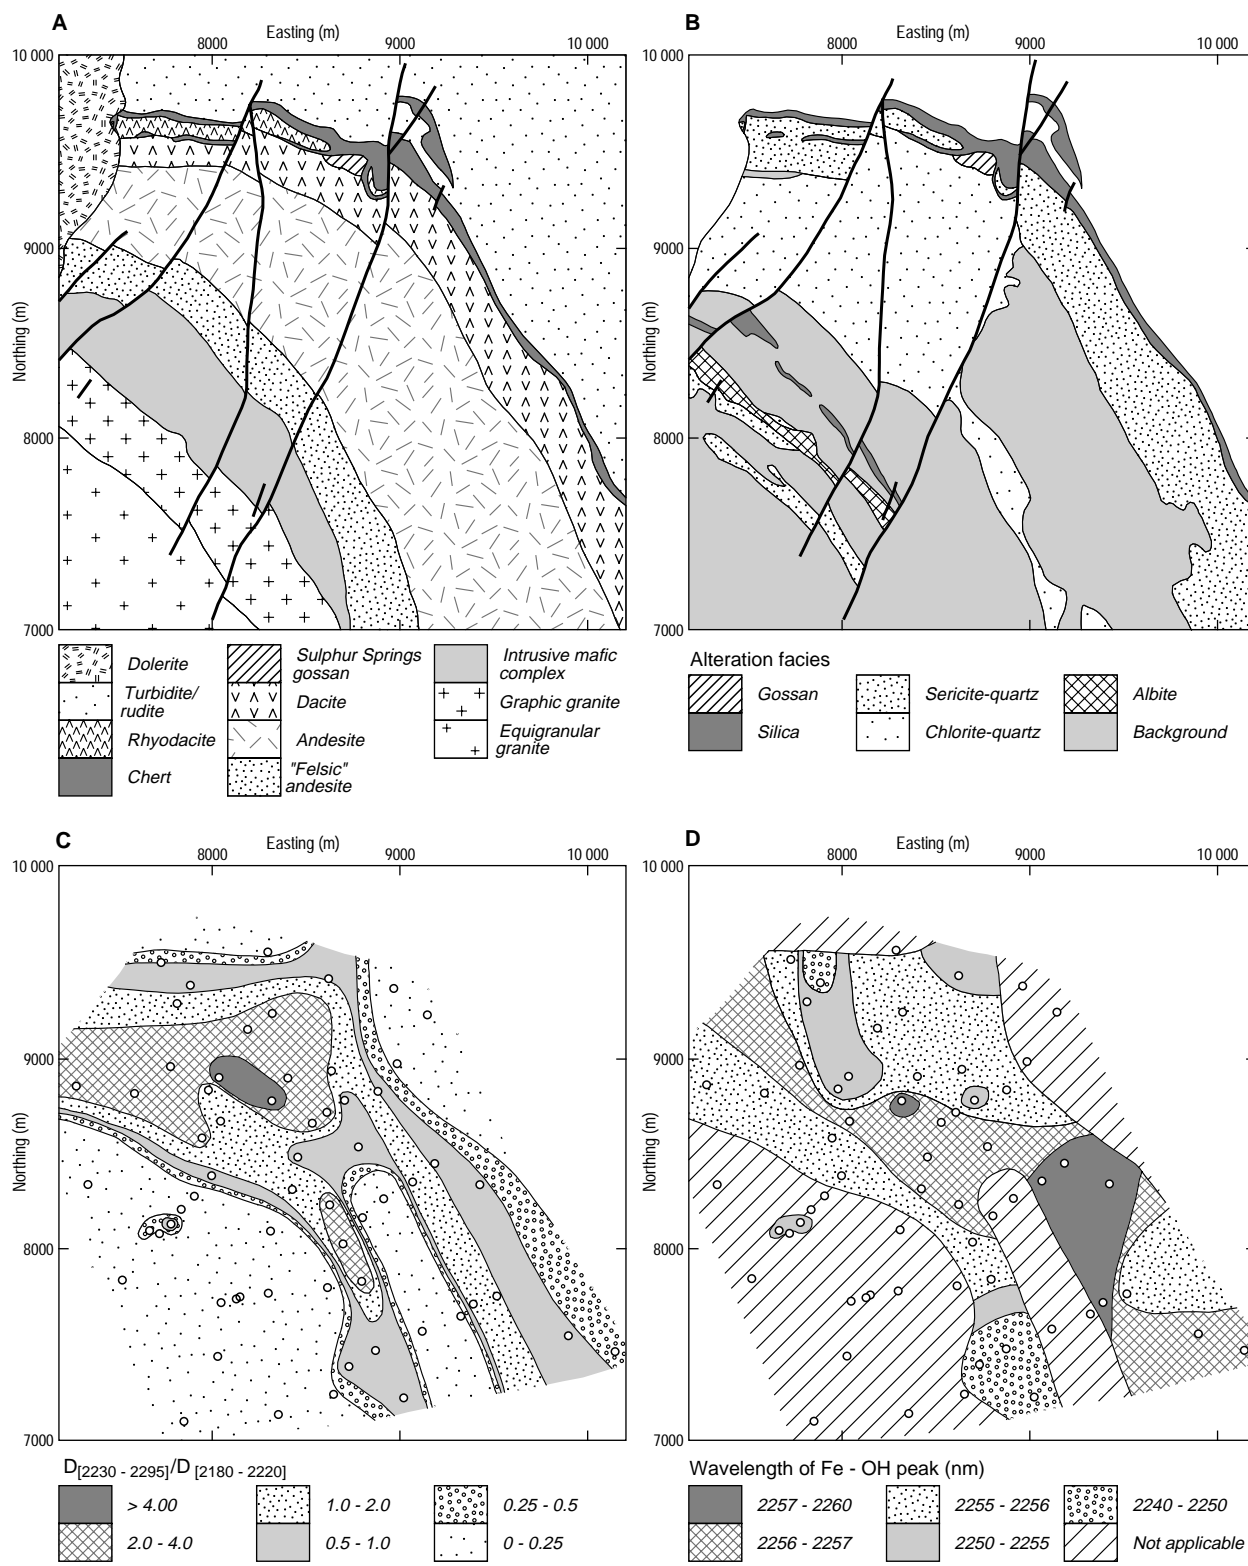 A
Easting (m)
8000
9000
10 000
10 000
9000
8000
7000
Northing (m)
Dolerite
Turbidite/
rudite
Rhyodacite
Chert
Sulphur Springs
gossan
Dacite
Andesite
"Felsic"
andesite
Intrusive mafic
complex
Graphic granite
Equigranular
granite
B
Easting (m)
8000
9000
10 000
10 000
9000
8000
7000
Northing (m)
Alteration facies
Gossan
Silica
Sericite-quartz
Chlorite-quartz
Albite
Background
C
Easting (m)
8000
9000
10 000
10 000
9000
8000
7000
Northing (m)
D[2230 - 2295]/D [2180 - 2220]
> 4.00
2.0 - 4.0
1.0 - 2.0
0.5 - 1.0
0.25 - 0.5
0 - 0.25
D
Easting (m)
8000
9000
10 000
10 000
9000
8000
7000
Northing (m)
Wavelength of Fe - OH peak (nm)
2257 - 2260
2256 - 2257
2255 - 2256
2250 - 2255
2240 - 2250
Not applicable